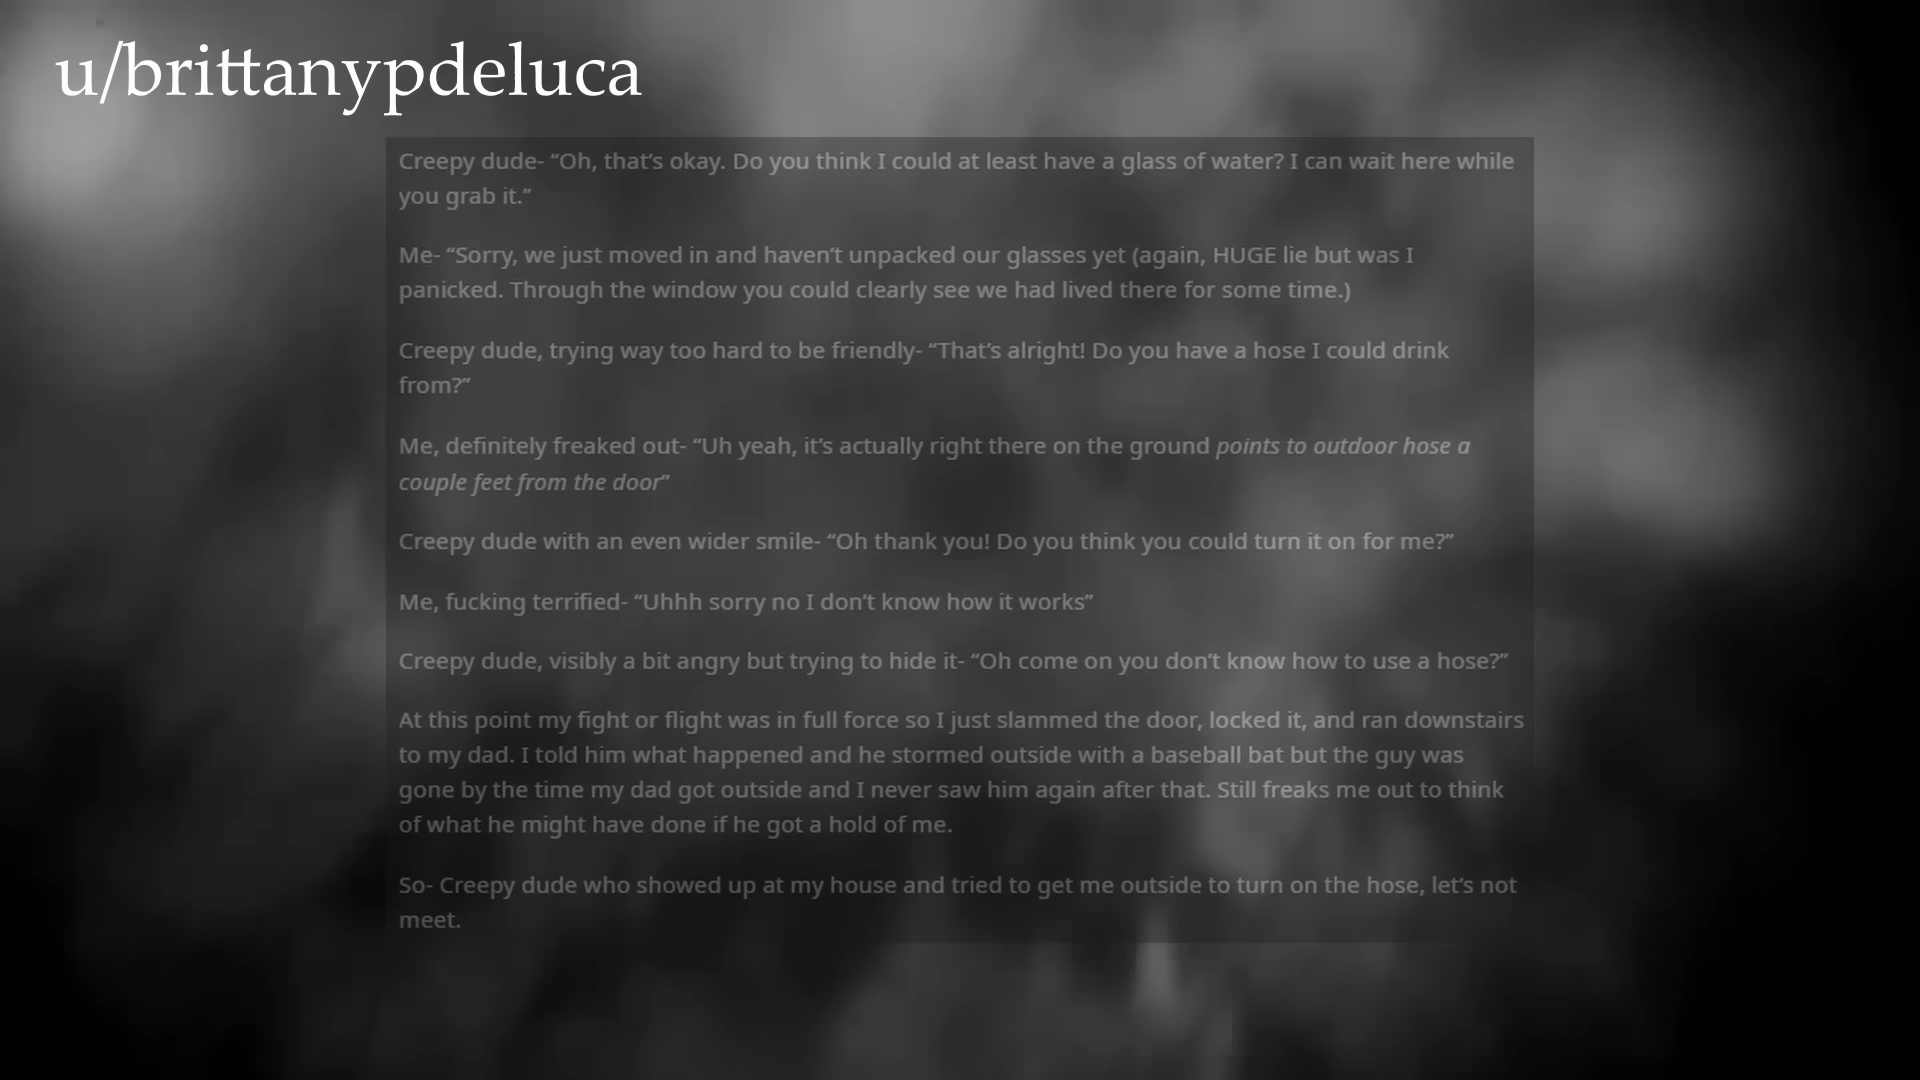 u/brittanypdeluca
Creepy dude- “Oh, that’s okay. Do you think I could at least have a glass of water? I can wait here while
you grab it.”
Me- “Sorry, we just moved in and haven’t unpacked our glasses yet (again, HUGE lie but was I
panicked. Through the window you could clearly see we had lived there for some time.)
Creepy dude, trying way too hard to be friendly- “That’s alright! Do you have a hose I could drink
from?”
Me, definitely freaked out- “Uh yeah, it’s actually right there on the ground points to outdoor hose a
couple feet from the door”
Creepy dude with an even wider smile- “Oh thank you! Do you think you could turn it on for me?”
Me, fucking terrified- “Uhhh sorry no I don’t know how it works”
Creepy dude, visibly a bit angry but trying to hide it- “Oh come on you don’t know how to use a hose?”
At this point my fight or flight was in full force so I just slammed the door, locked it, and ran downstairs
to my dad. I told him what happened and he stormed outside with a baseball bat but the guy was
gone by the time my dad got outside and I never saw him again after that. Still freaks me out to think
of what he might have done if he got a hold of me.
So- Creepy dude who showed up at my house and tried to get me outside to turn on the hose, let’s not
meet.